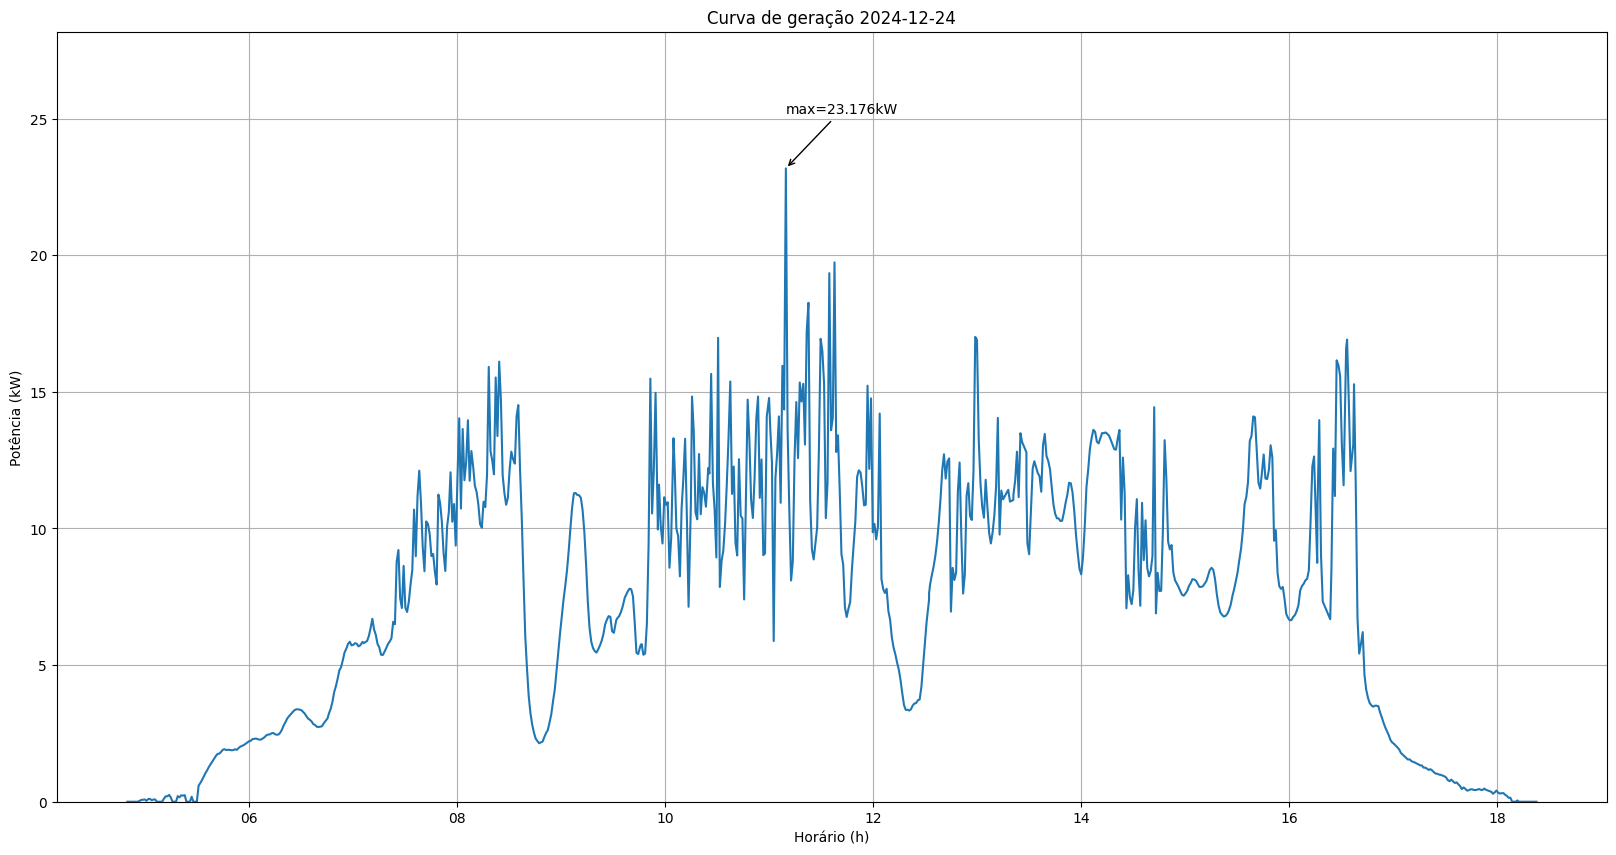 Curva de geração 2024-12-24
max=23.176kW
Potência (kW)
25
20
15
10
5
0
06 08 10 12 14 16 18
Horário (h)